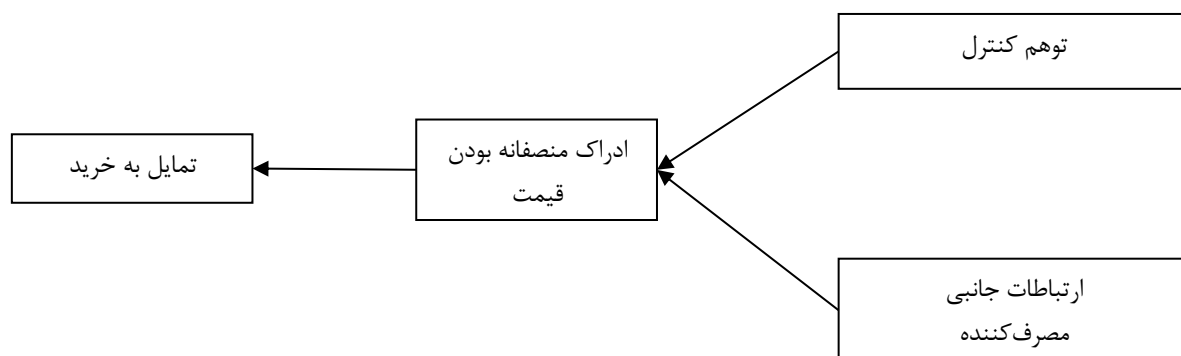 توهم کنترل
ادراک منصفانه بودن
قیمت
تمایل به خرید
ارتباطات جانبی
مصرف‌کننده